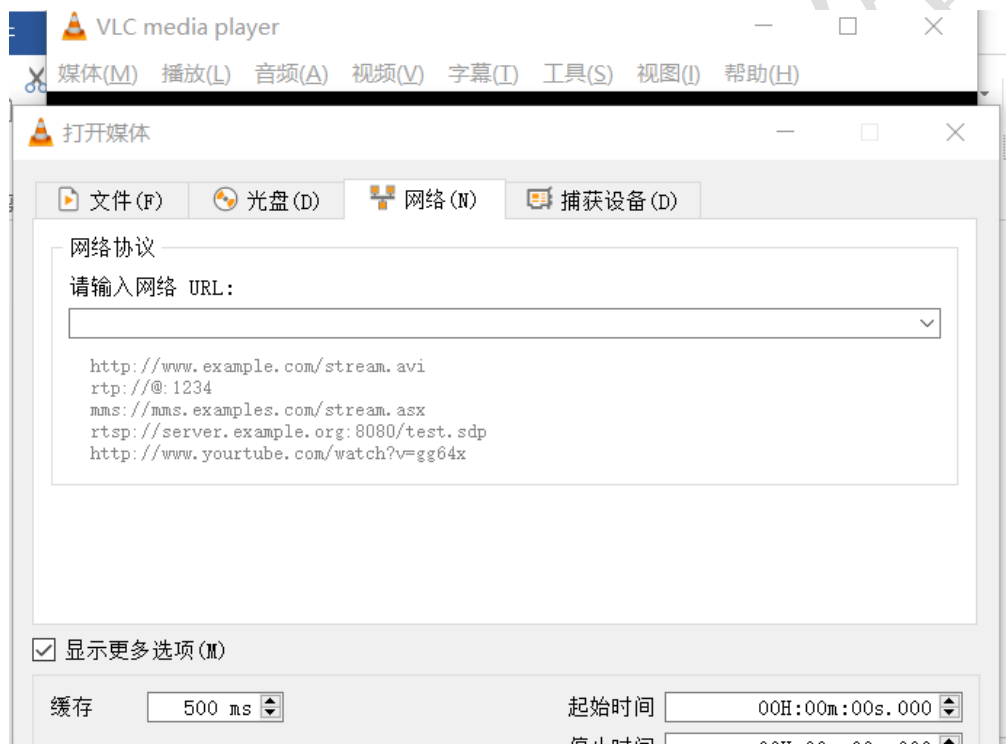 VLC media player
媒体(M) 播放(L) 音频(A) 视频(V) 字幕(T) 工具(S) 视图(I) 帮助(H)
打开媒体
文件(F) 光盘(D) 网络(N) 捕获设备(D)
网络协议
请输入网络 URL:
http://www.example.com/stream.avi
rtp://@:1234
mms://mms.examples.com/stream.asx
rtsp://server.example.org:8080/test.sdp
http://www.yourtube.com/watch?v=gg64x
显示更多选项(M)
缓存 500 ms 起始时间 00H:00m:00s.000